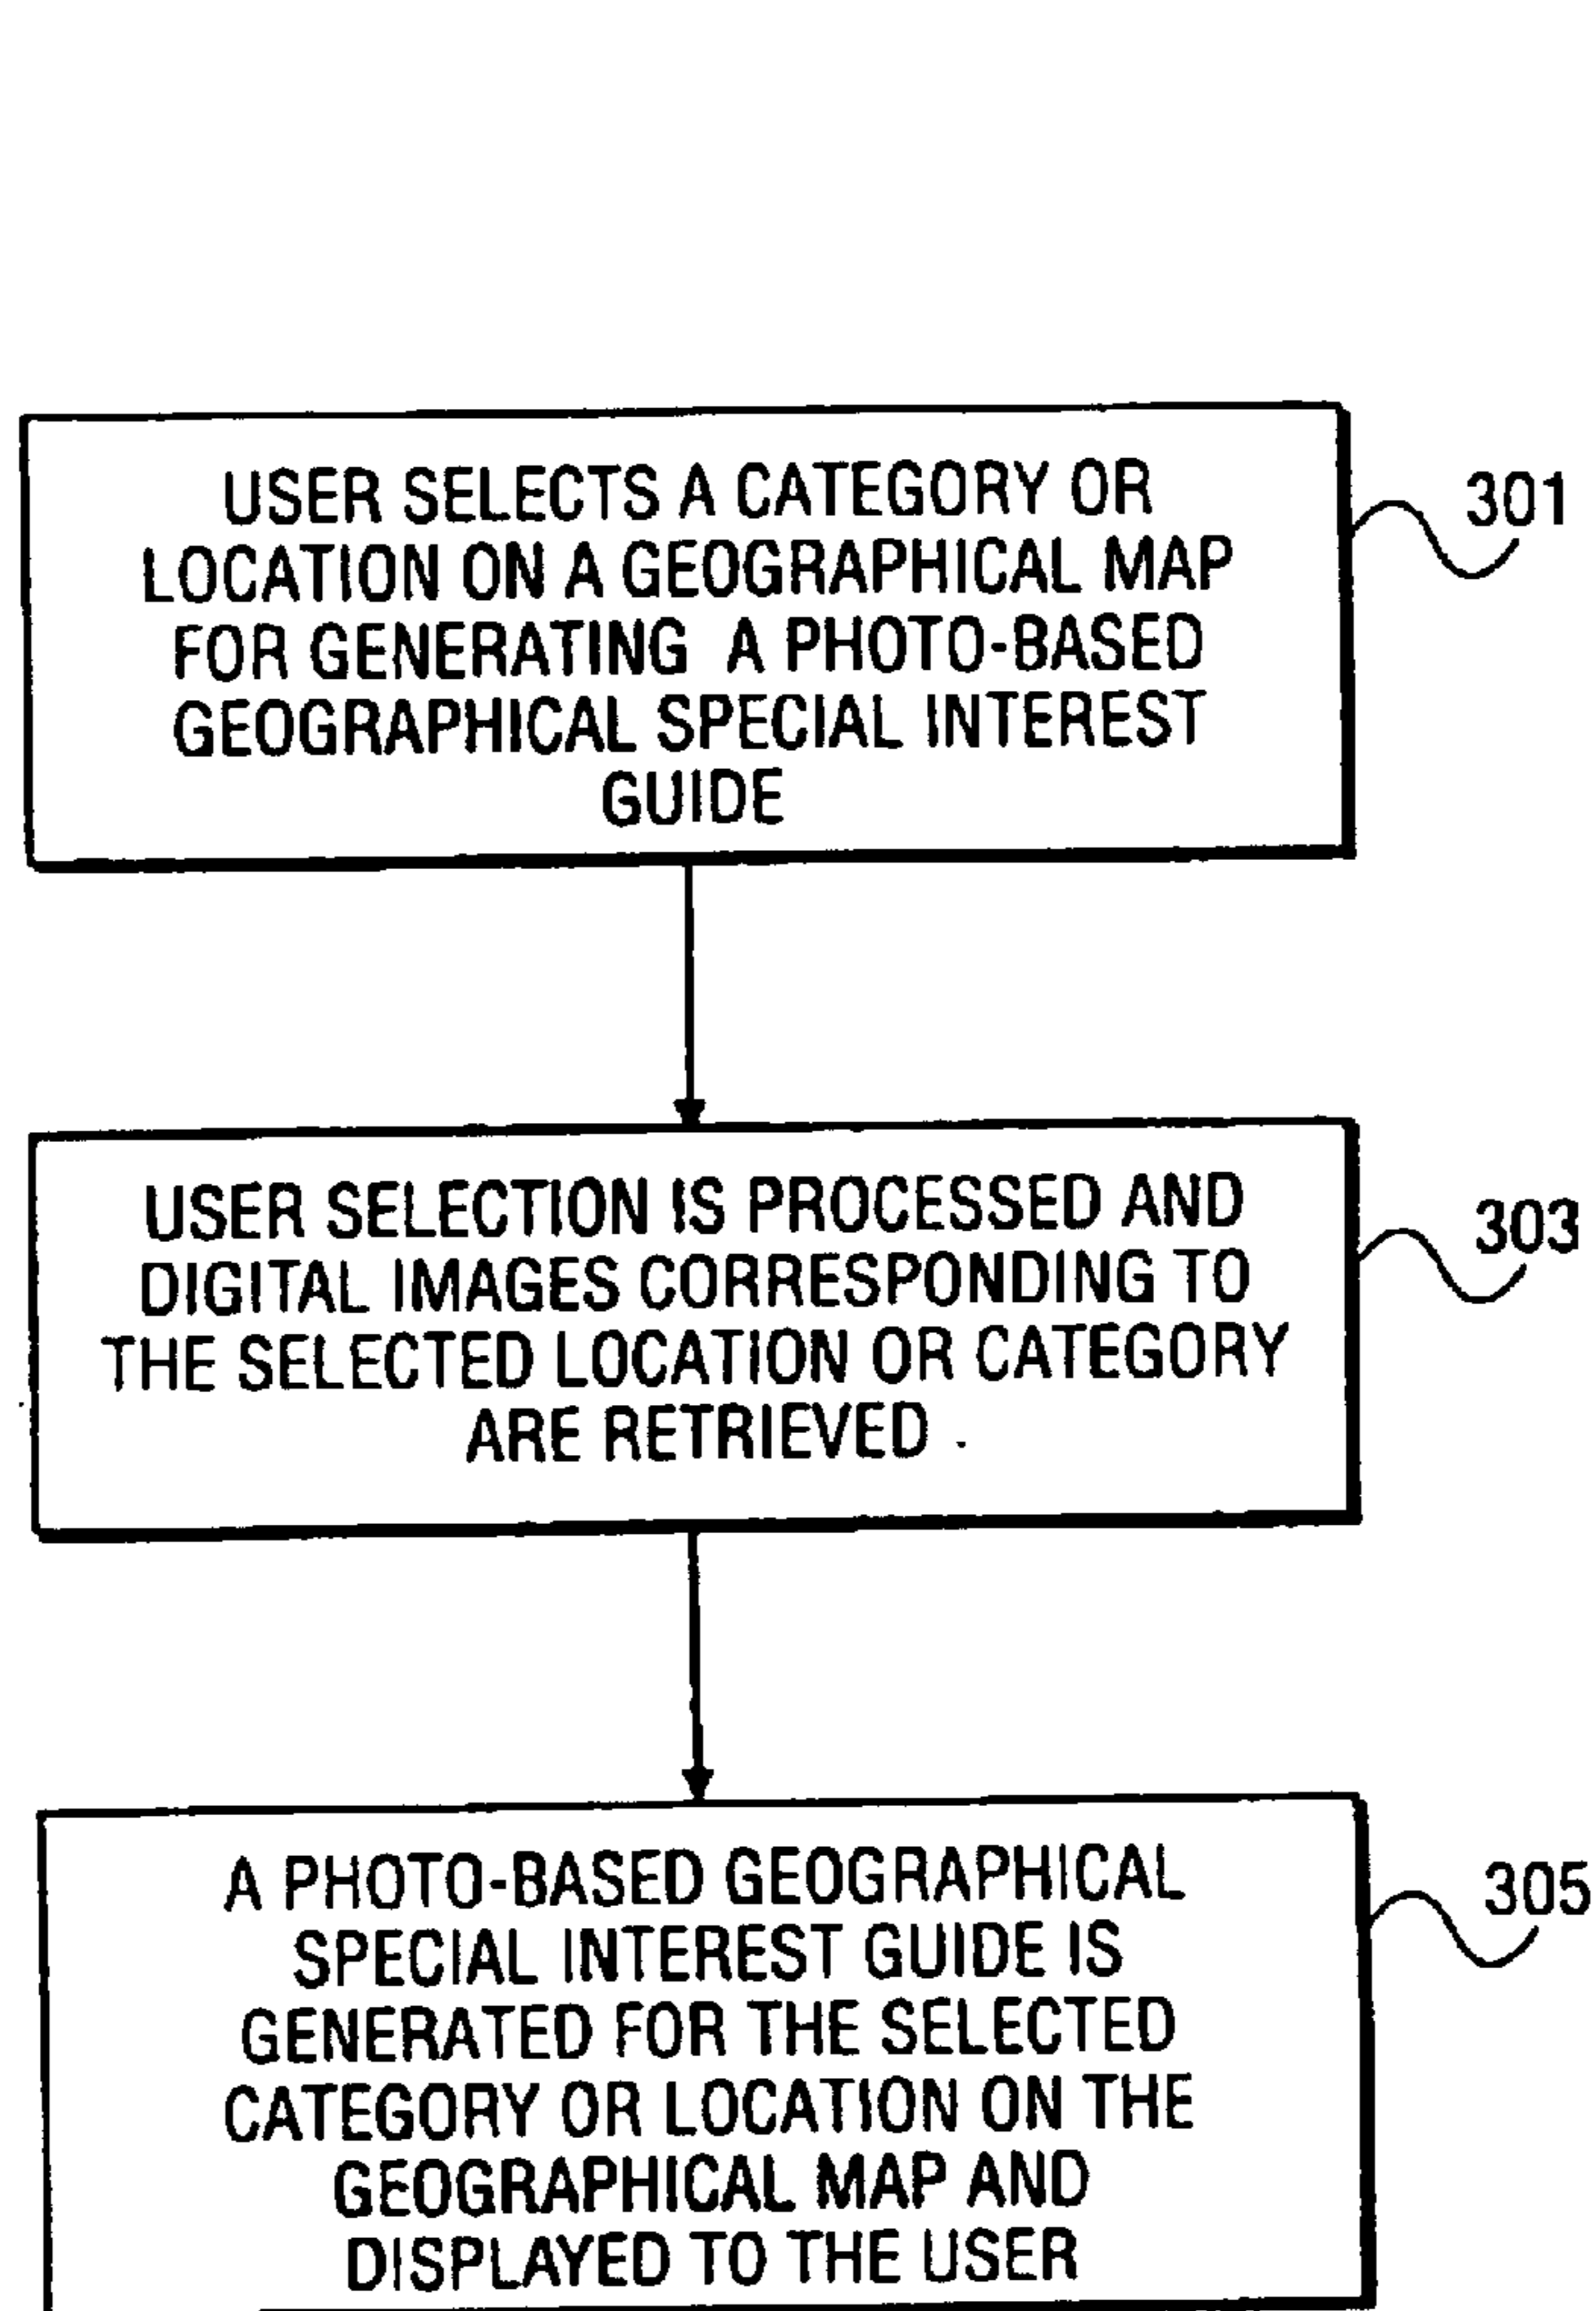 USER SELECTS A CATEGORY OR
LOCATION ON A GEOGRAPHICAL MAP
FOR GENERATING A PHOTO-BASED
GEOGRAPHICAL SPECIAL INTEREST
GUIDE
301
USER SELECTION IS PROCESSED AND
DIGITAL IMAGES CORRESPONDING TO
THE SELECTED LOCATION OR CATEGORY
ARE RETRIEVED .
303
A PHOTO-BASED GEOGRAPHICAL
SPECIAL INTEREST GUIDE IS
GENERATED FOR THE SELECTED
CATEGORY OR LOCATION ON THE
GEOGRAPHICAL MAP AND
DISPLAYED TO THE USER
305